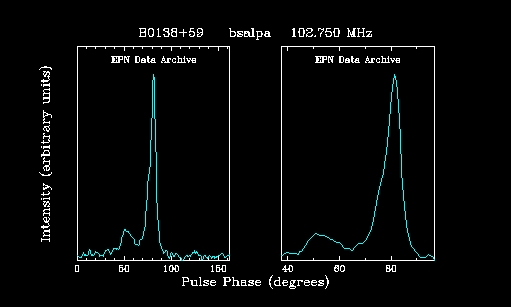 B0138+59 bsalpa 102.750 MHz
EPN Data Archive EPN Data Archive
Intensity (arbitrary units)
0 50 100 150 40 60 80
Pulse Phase (degrees)